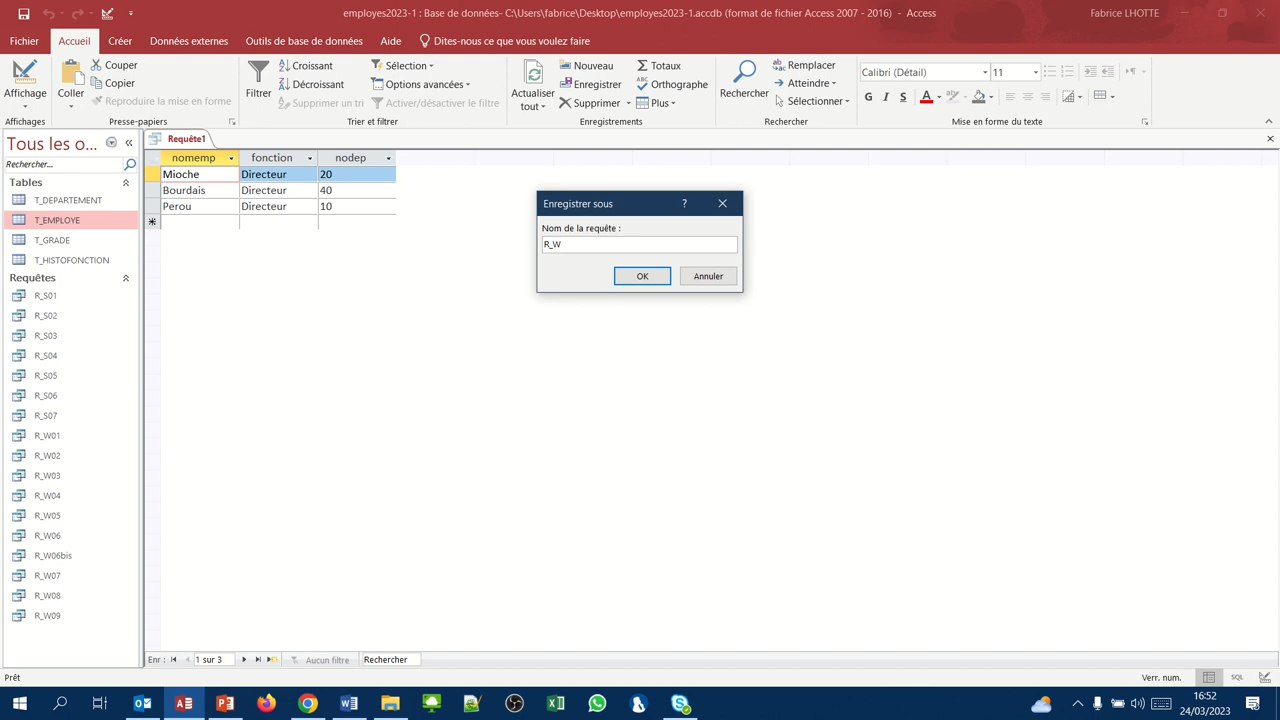 employes2023-1 : Base de données- C:\Users\fabrice\Desktop\employes2023-1.accdb (format de fichier Access 2007 - 2016) - Access
Fabrice LHOTTE
Fichier
Accueil
Créer
Données externes
Outils de base de données
Aide
Dites-nous ce que vous voulez faire
Affichage
Affichages
Coller
Couper
Copier
Reproduire la mise en forme
Presse-papiers
Filtrer
Croissant
Décroissant
Supprimer un tri
Sélection
Options avancées
Activer/désactiver le filtre
Trier et filtrer
Actualiser
tout
Nouveau
Enregistrer
Supprimer
Totaux
Orthographe
Plus
Enregistrements
Rechercher
Remplacer
Atteindre
Sélectionner
Rechercher
Calibri (Détail)
11
G I S
A
Mise en forme du texte
Tous les o...
Rechercher...
Tables
T_DEPARTEMENT
T_EMPLOYE
T_GRADE
T_HISTOFONCTION
Requêtes
R_S01
R_S02
R_S03
R_S04
R_S05
R_S06
R_S07
R_W01
R_W02
R_W03
R_W04
R_W05
R_W06
R_W06bis
R_W07
R_W08
R_W09
Requête1
nomemp fonction nodep
Mioche Directeur 20
Bourdais Directeur 40
Perou Directeur 10
Enregistrer sous
?
Nom de la requête :
R_W
OK
Annuler
Enr :
1 sur 3
Aucun filtre
Rechercher
Prêt
Verr. num.
SQL
16:52
24/03/2023